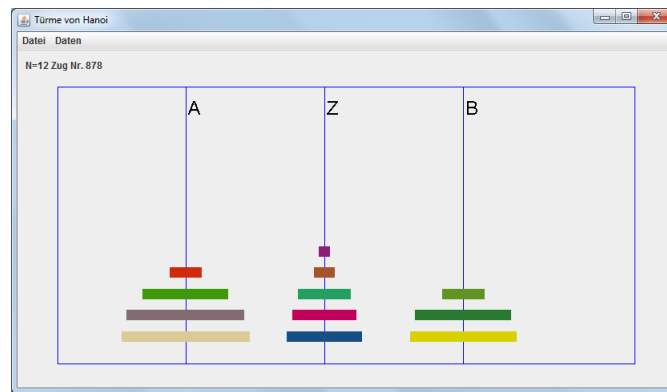 Türme von Hanoi
Datei Daten
N=12 Zug Nr. 878
A Z B